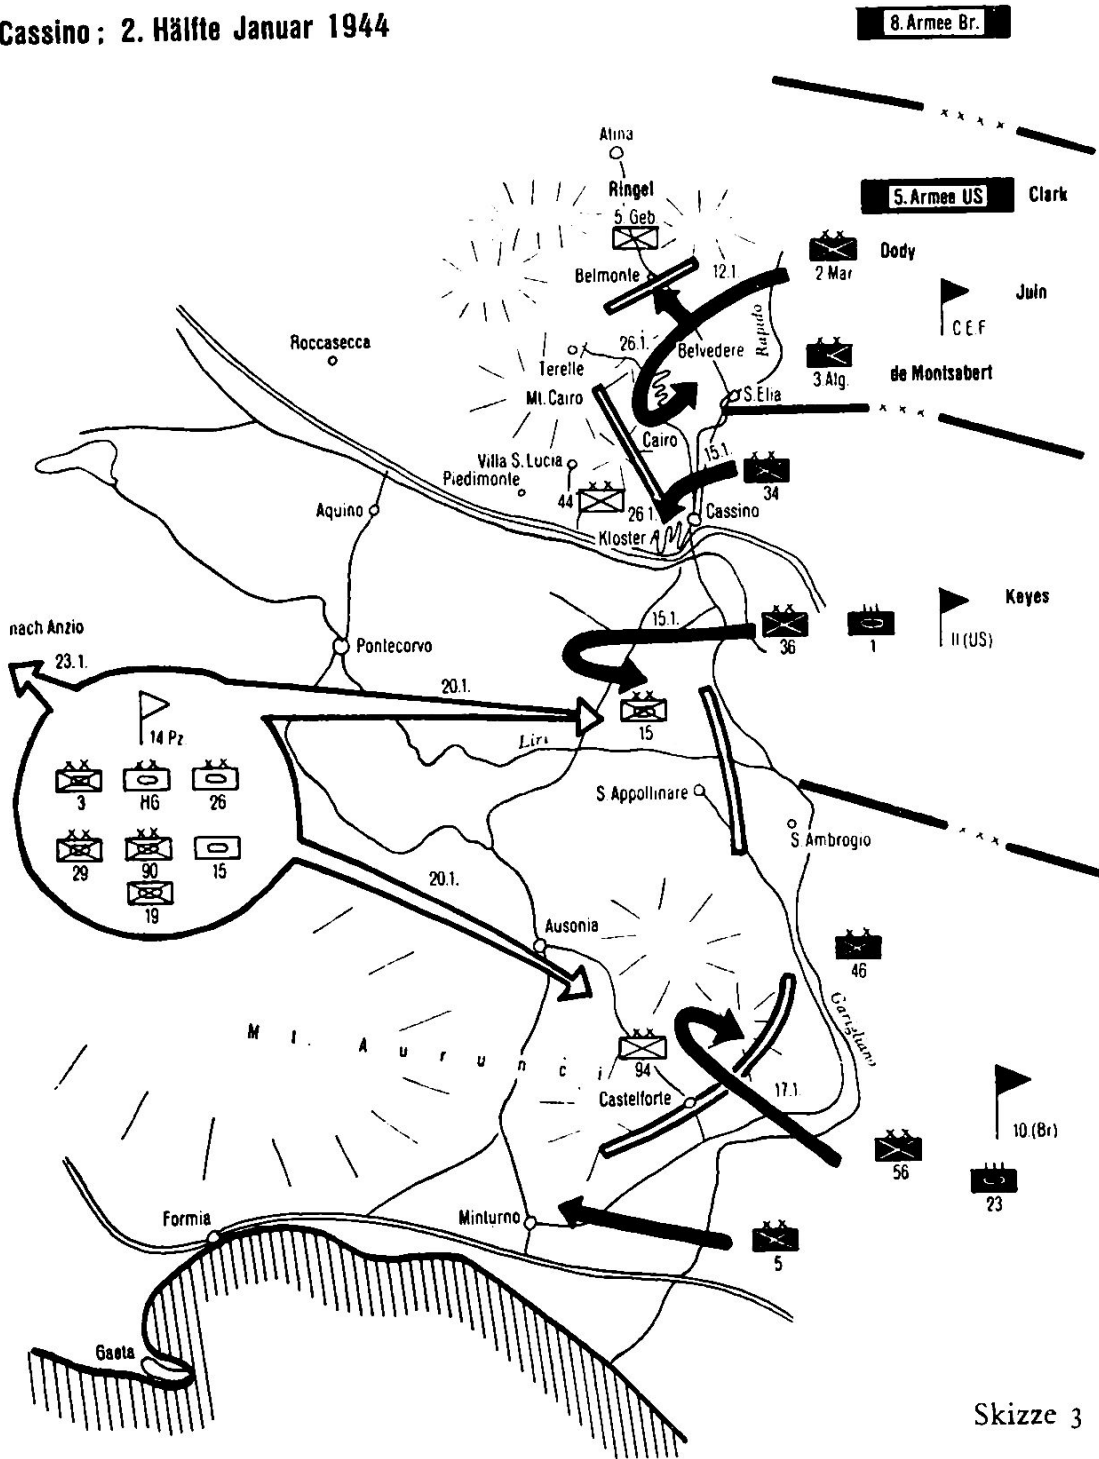 Cassino: 2. Hälfte Januar 1944
8. Armee Br.
5. Armee US Clark
Atina
Ringel
5 Geb
Belmonte
12.1.
2 Mar
Dody
Juin
C.E.F
Rapido
Roccasecca
26.1.
Belvedere
Terelle
3.Alg.
de Montsabert
Mt. Cairo
S.Elia
Cairo
Villa S. Lucia
Piedimonte
15.1.
34
44
26 1.
Cassino
Aquino
Kloster
nach Anzio
23.1.
Pontecorvo
15.1.
36
1
II (US)
Keyes
20.1.
14 Pz.
15
Liri
3
HG
26
S. Appollinare
S. Ambrogio
29
90
15
19
20.1.
Ausonia
46
Garigliano
Mt. Aurunci
94
Castelforte
17.1.
10.(Br)
56
23
Formia
Minturno
5
Gaeta
Skizze 3